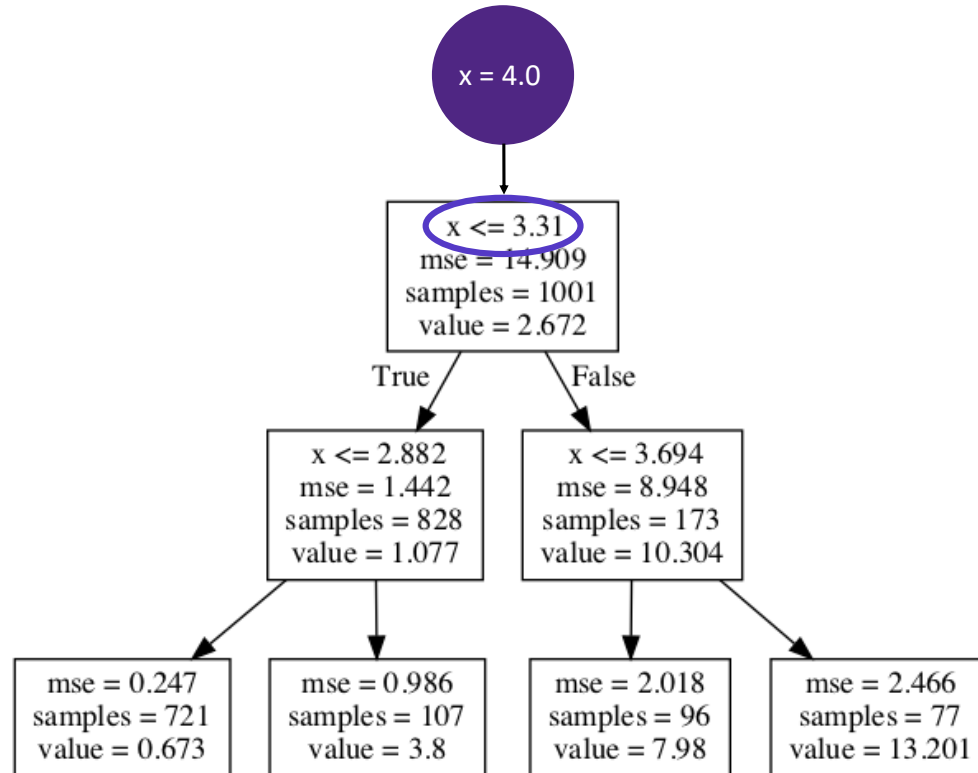 x = 4.0
x <= 3.31
mse = 14.909
samples = 1001
value = 2.672
True
False
x <= 2.882
mse = 1.442
samples = 828
value = 1.077
x <= 3.694
mse = 8.948
samples = 173
value = 10.304
mse = 0.247
samples = 721
value = 0.673
mse = 0.986
samples = 107
value = 3.8
mse = 2.018
samples = 96
value = 7.98
mse = 2.466
samples = 77
value = 13.201